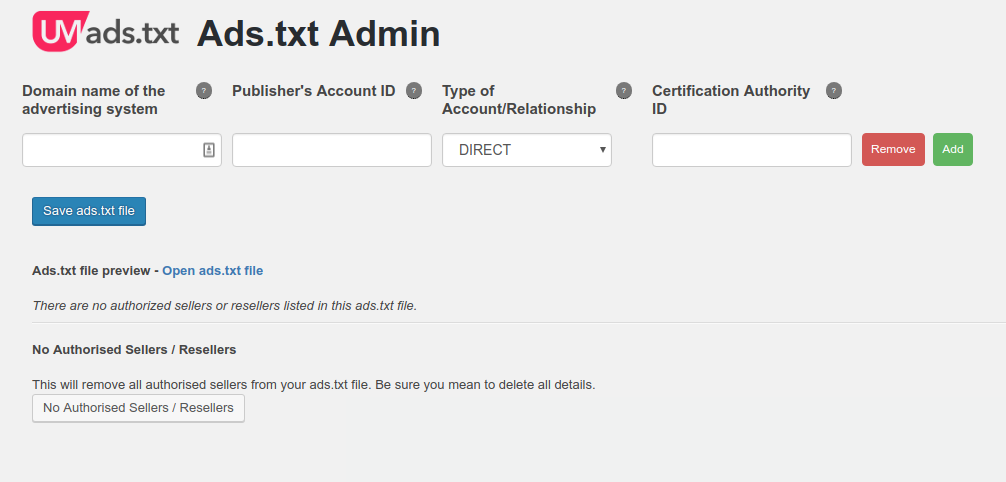 UM ads.txt Ads.txt Admin
Domain name of the advertising system ? Publisher's Account ID ? Type of Account/Relationship ? Certification Authority ID ?
DIRECT Remove Add
Save ads.txt file
Ads.txt file preview - Open ads.txt file
There are no authorized sellers or resellers listed in this ads.txt file.
No Authorised Sellers / Resellers
This will remove all authorised sellers from your ads.txt file. Be sure you mean to delete all details.
No Authorised Sellers / Resellers